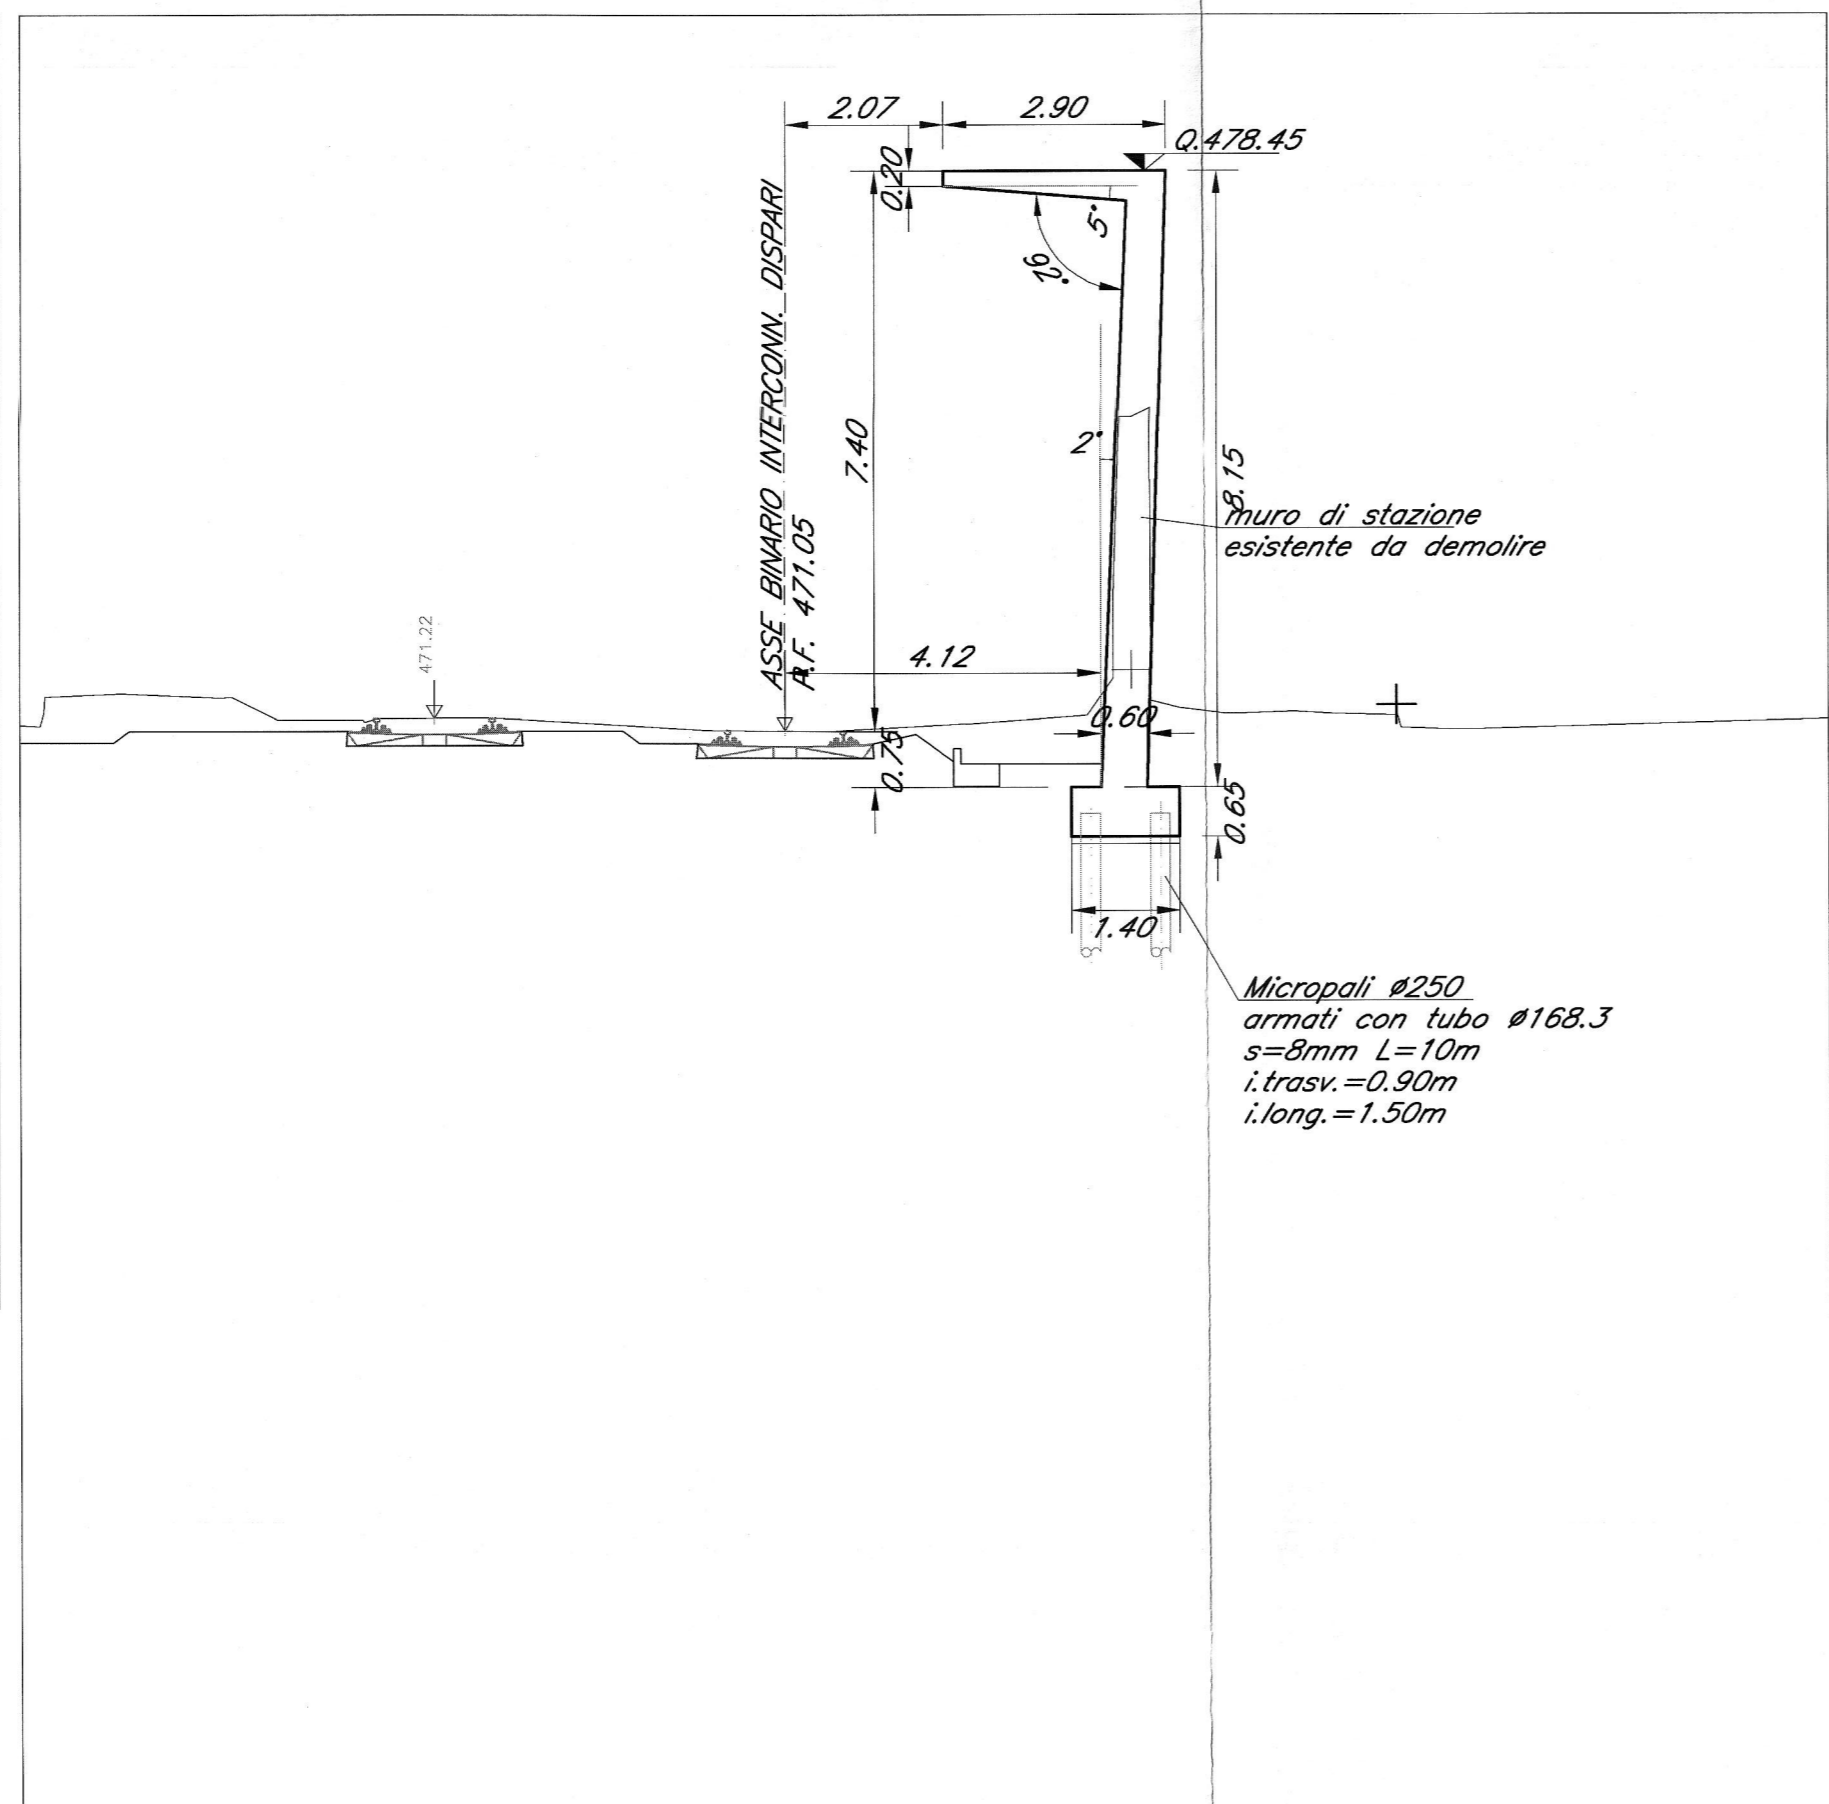 2.07
2.90
Q.478.45
0.20
5°
92°
ASSE BINARIO INTERCONN. DISPARI
P.F. 471.05
7.40
2°
8.15
muro di stazione
esistente da demolire
471.22
4.12
0.60
0.75
0.65
1.40
Micropali ø250
armati con tubo ø168.3
s=8mm L=10m
i.trasv.=0.90m
i.long.=1.50m